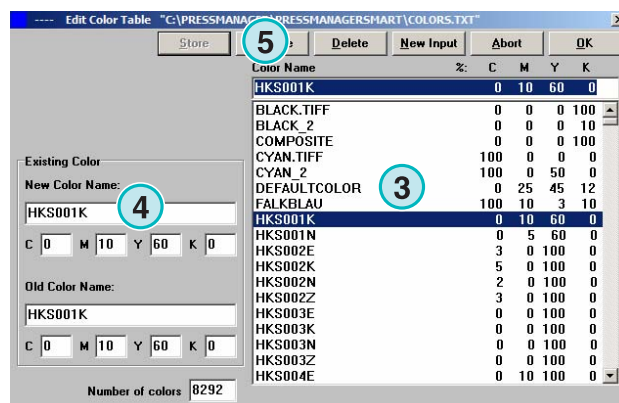 ---- Edit Color Table "C:\PRESSMANAGER\PRESSMANAGERSMART\COLORS.TXT"
Store 5 Delete New Input Abort OK
Color Name %: C M Y K
HKS001K 0 10 60 0
BLACK.TIFF 0 0 0 100
BLACK_2 0 0 0 10
COMPOSITE 0 0 0 100
CYAN.TIFF 100 0 0 0
CYAN_2 100 0 50 0
DEFAULTCOLOR 0 25 45 12
3
FALKBLAU 100 10 3 10
HKS001K 0 10 60 0
HKS001N 0 5 60 0
HKS002E 3 0 100 0
HKS002K 5 0 100 0
HKS002N 2 0 100 0
HKS002Z 3 0 100 0
HKS003E 0 0 100 0
HKS003K 0 0 100 0
HKS003N 0 0 100 0
HKS003Z 0 0 100 0
HKS004E 0 10 100 0
Existing Color
New Color Name:
HKS001K
4
C 0 M 10 Y 60 K 0
Old Color Name:
HKS001K
C 0 M 10 Y 60 K 0
Number of colors 8292